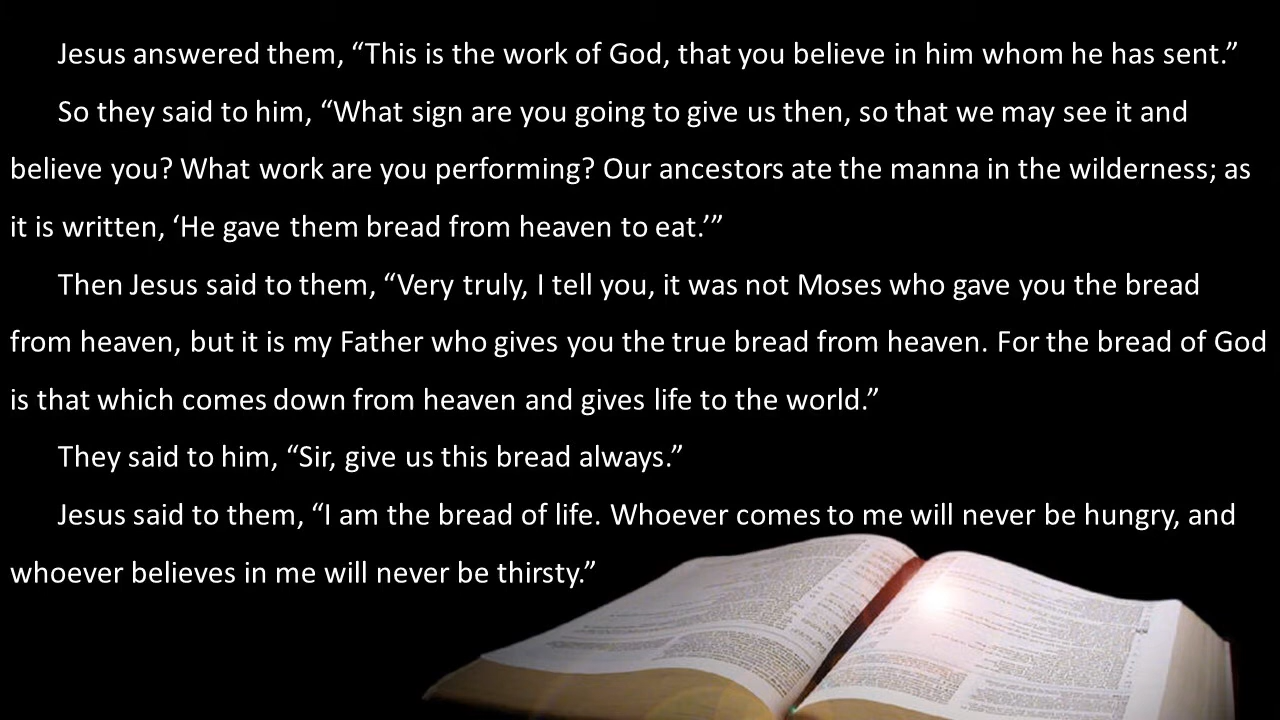 Jesus answered them, “This is the work of God, that you believe in him whom he has sent.”
So they said to him, “What sign are you going to give us then, so that we may see it and
believe you? What work are you performing? Our ancestors ate the manna in the wilderness; as
it is written, ‘He gave them bread from heaven to eat.’”
Then Jesus said to them, “Very truly, I tell you, it was not Moses who gave you the bread
from heaven, but it is my Father who gives you the true bread from heaven. For the bread of God
is that which comes down from heaven and gives life to the world.”
They said to him, “Sir, give us this bread always.”
Jesus said to them, “I am the bread of life. Whoever comes to me will never be hungry, and
whoever believes in me will never be thirsty.”